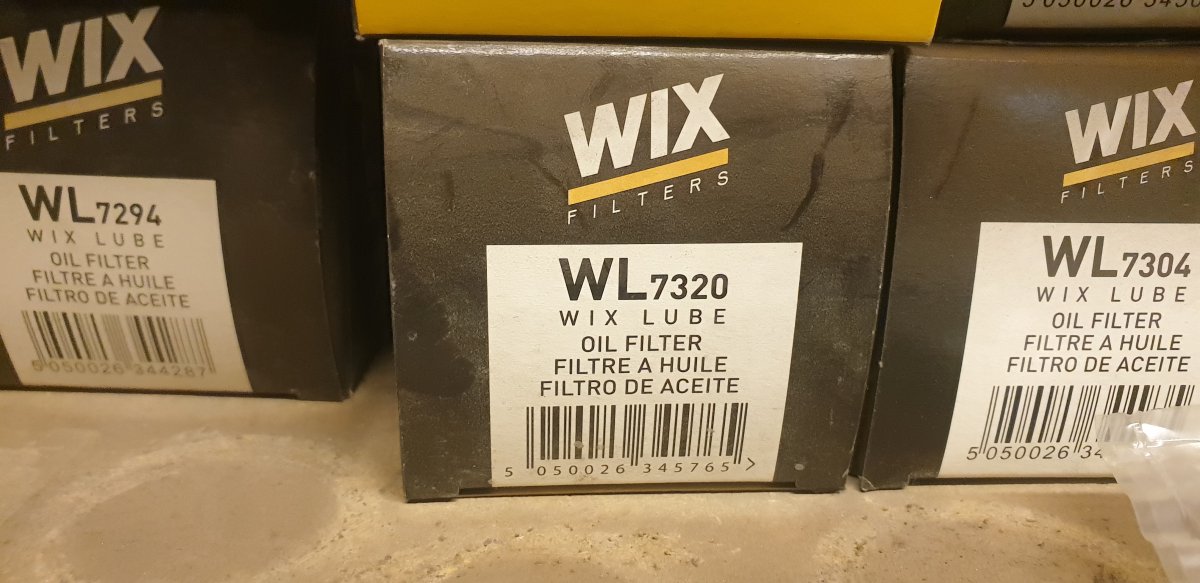 WIX
FILTERS
WL7294
WIX LUBE
OIL FILTER
FILTRE A HUILE
FILTRO DE ACEITE
5050026 344287
WIX
FILTERS
WL7320
WIX LUBE
OIL FILTER
FILTRE A HUILE
FILTRO DE ACEITE
5 050026 345765 >
WIX
FILTERS
WL7304
WIX LUBE
OIL FILTER
FILTRE A HUILE
FILTRO DE ACEITE
5 050026 34